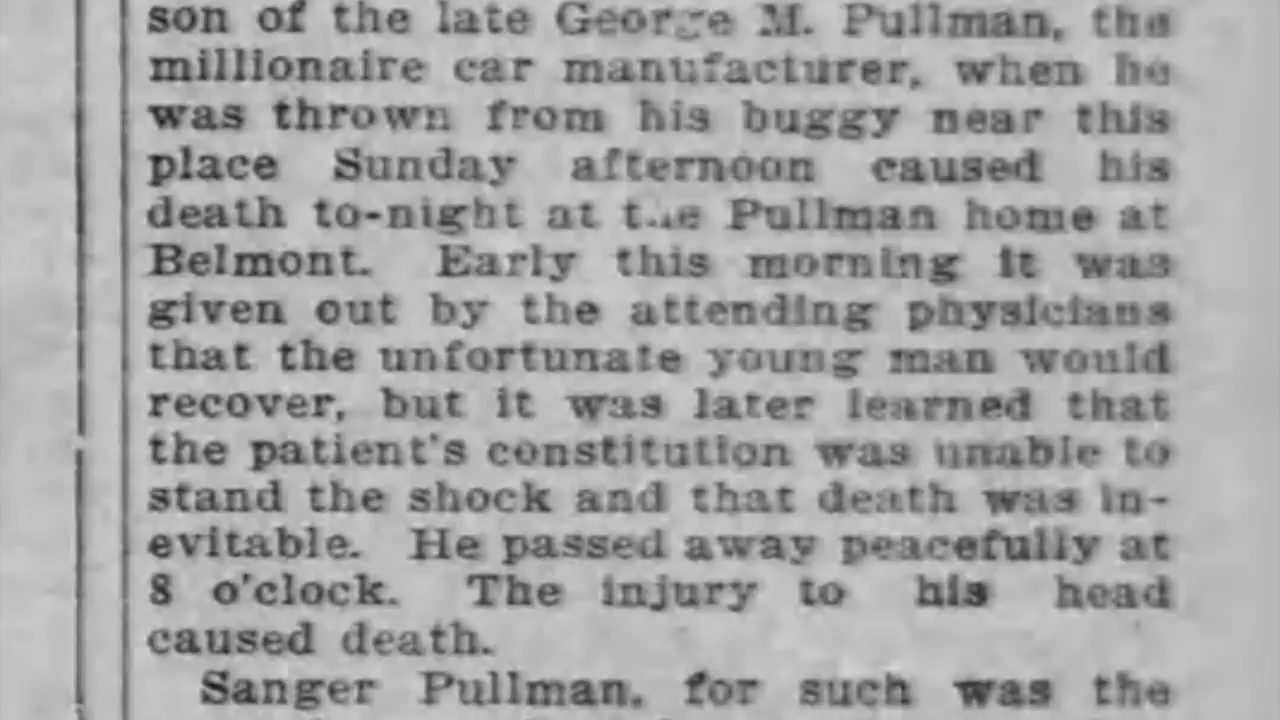 son of the late George M. Pullman, the
millionaire car manufacturer, when he
was thrown from his buggy near this
place Sunday afternoon caused his
death to-night at the Pullman home at
Belmont. Early this morning it was
given out by the attending physicians
that the unfortunate young man would
recover, but it was later learned that
the patient's constitution was unable to
stand the shock and that death was in-
evitable. He passed away peacefully at
8 o'clock. The injury to his head
caused death.
Sanger Pullman, for such was the